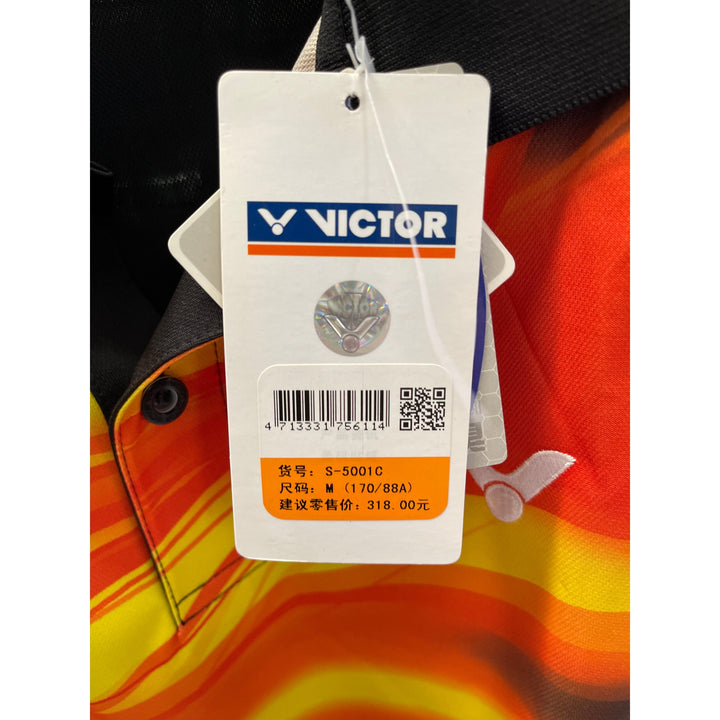 VICTOR
VICTOR
4 713331 756114
货号：S-5001C
尺码：M（170/88A）
建议零售价：318.00元